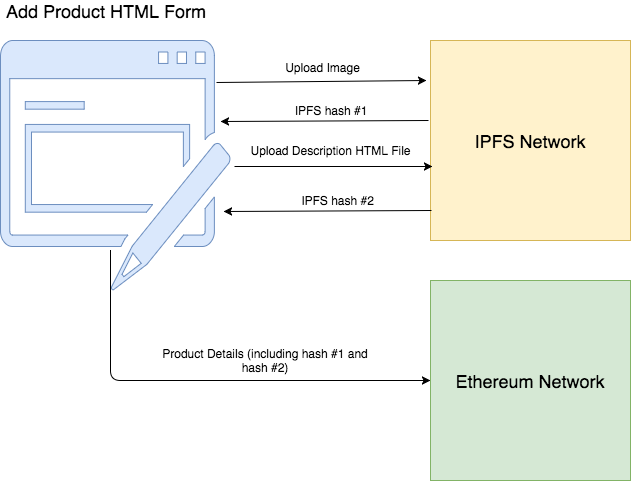 Add Product HTML Form
Upload Image
IPFS hash #1
Upload Description HTML File
IPFS hash #2
IPFS Network
Product Details (including hash #1 and
hash #2)
Ethereum Network